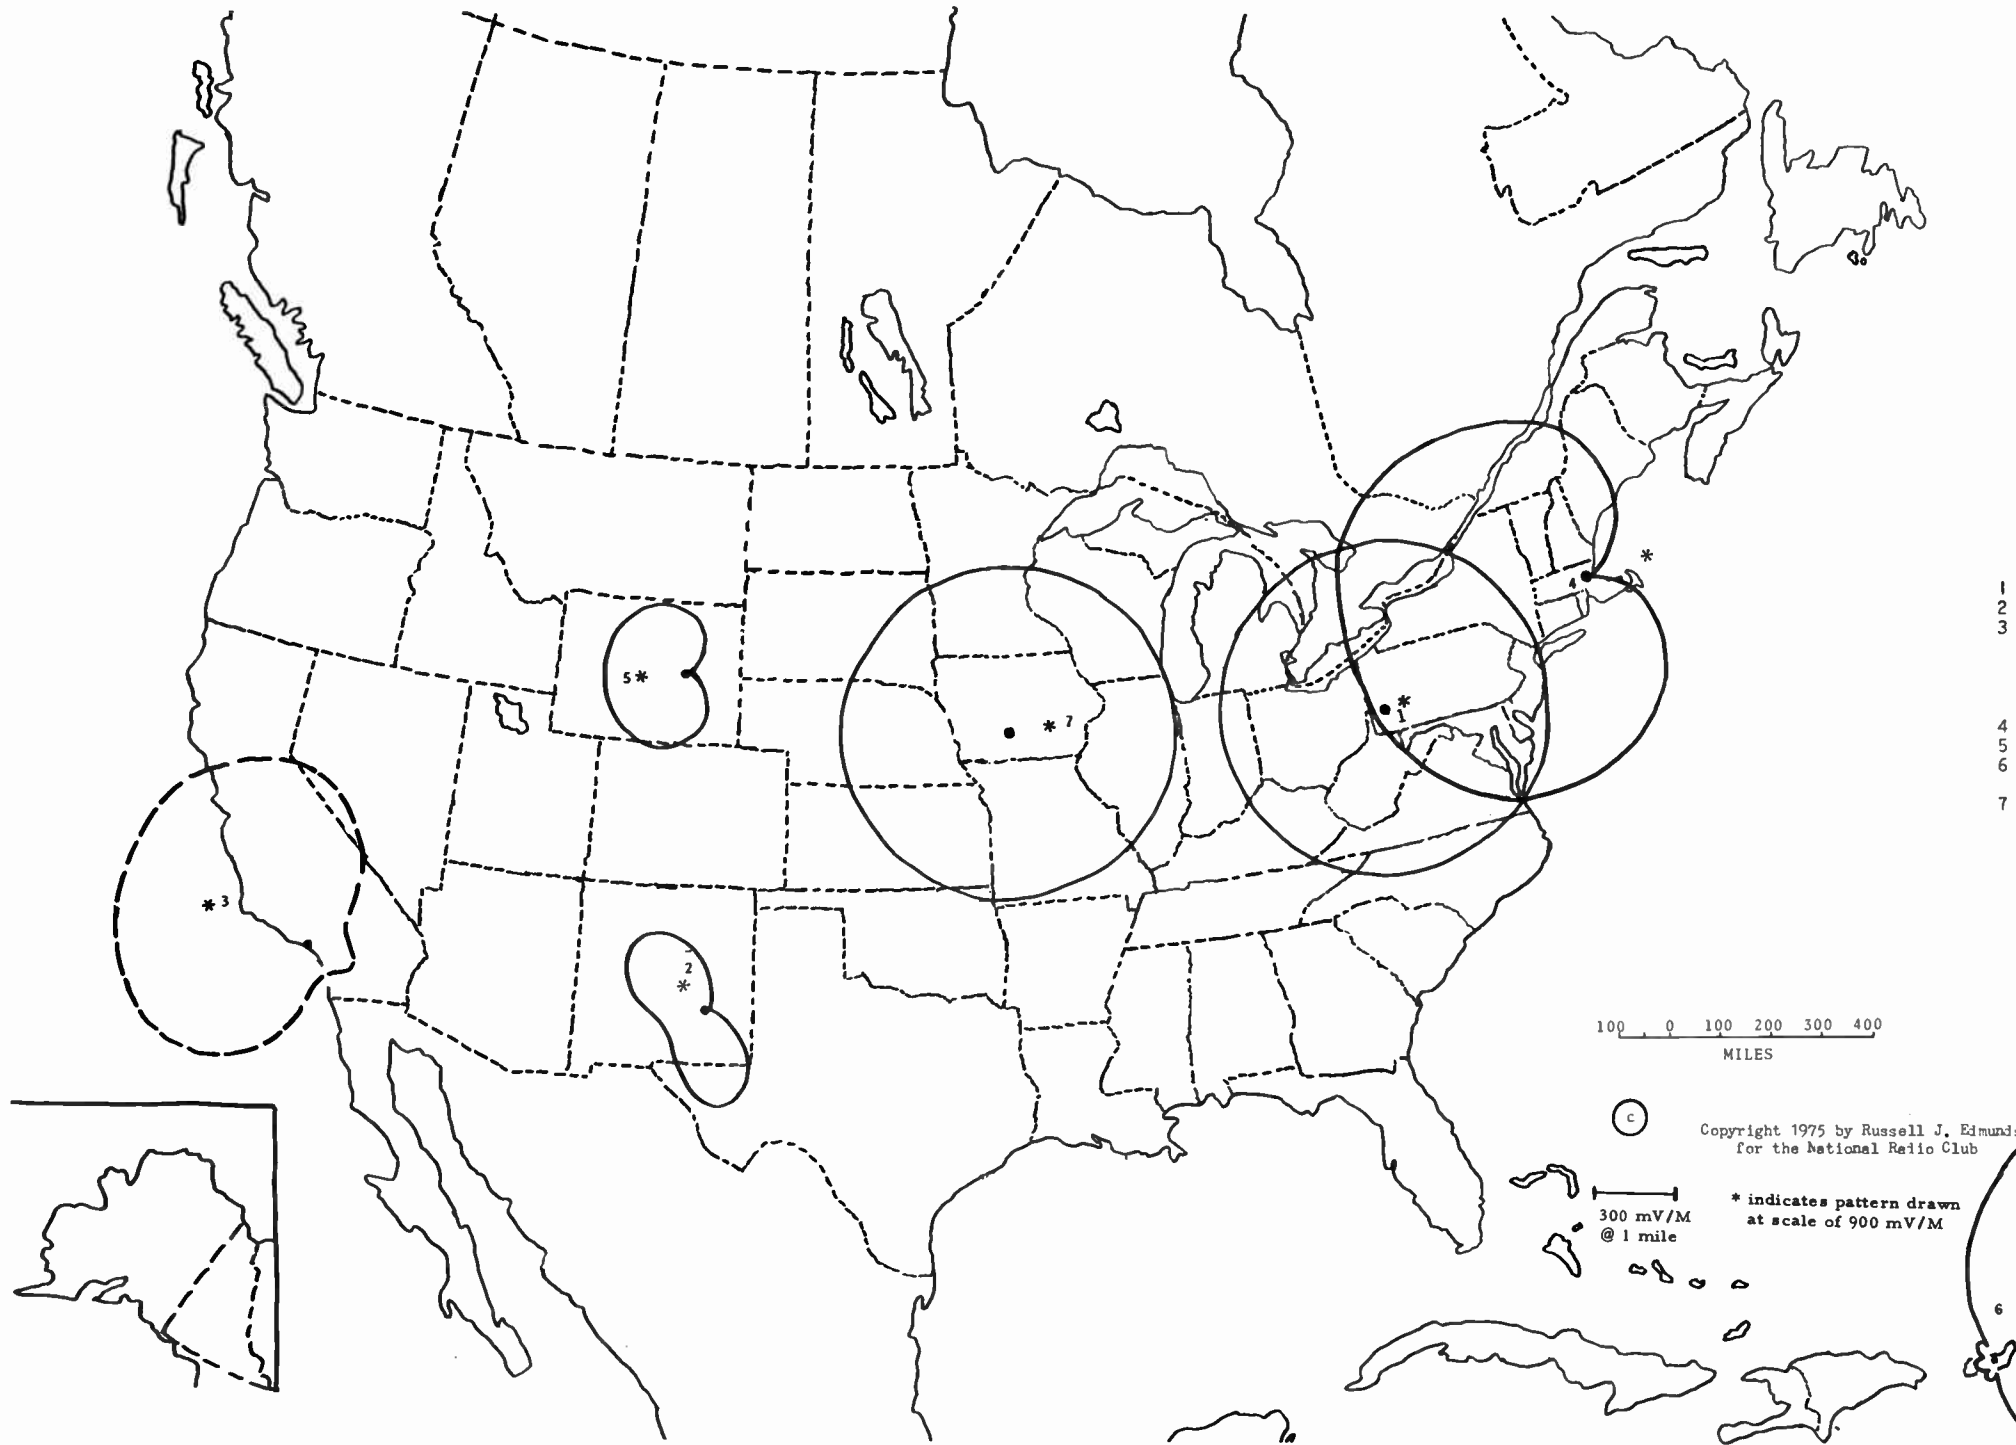 *
4
1
2
3
5 *
* 7
*
1
4
5
6
7
* 3
2
*
100 0 100 200 300 400
MILES
c
Copyright 1975 by Russell J. Edmunds
for the National Radio Club
300 mV/M
@ 1 mile
* indicates pattern drawn
at scale of 900 mV/M
6